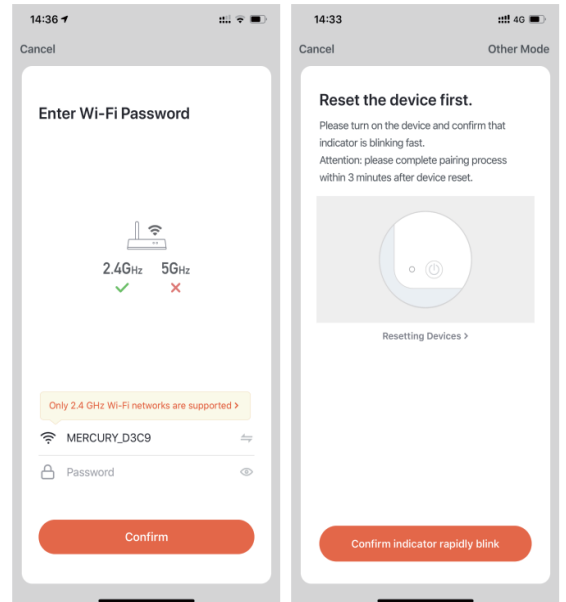 14:36
Cancel
Enter Wi-Fi Password
2.4GHz 5GHz
Only 2.4 GHz Wi-Fi networks are supported >
MERCURY_D3C9
Password
Confirm
14:33 4G
Cancel Other Mode
Reset the device first.
Please turn on the device and confirm that
indicator is blinking fast.
Attention: please complete pairing process
within 3 minutes after device reset.
Resetting Devices >
Confirm indicator rapidly blink